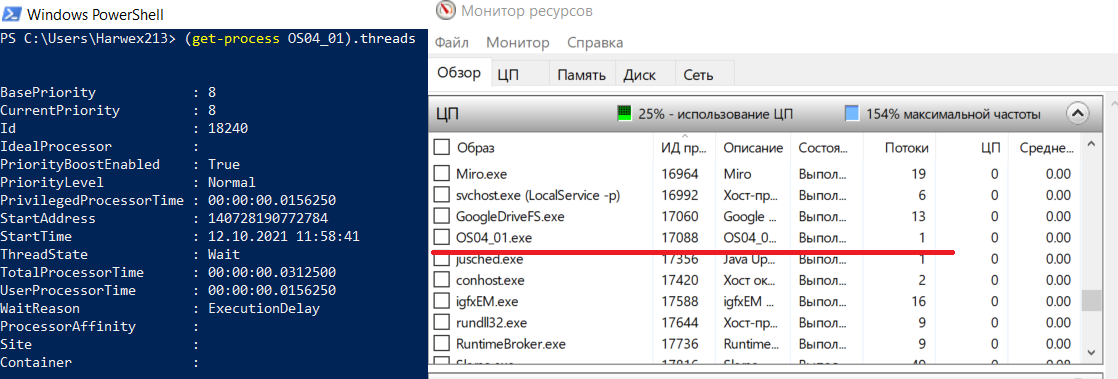 Windows PowerShell
PS C:\Users\Harwex213> (get-process OS04_01).threads
BasePriority : 8
CurrentPriority : 8
Id : 18240
IdealProcessor :
PriorityBoostEnabled : True
PriorityLevel : Normal
PrivilegedProcessorTime : 00:00:00.0156250
StartAddress : 140728190772784
StartTime : 12.10.2021 11:58:41
ThreadState : Wait
TotalProcessorTime : 00:00:00.0312500
UserProcessorTime : 00:00:00.0156250
WaitReason : ExecutionDelay
ProcessorAffinity :
Site :
Container :
Монитор ресурсов
Файл Монитор Справка
Обзор ЦП Память Диск Сеть
ЦП 25% - использование ЦП 154% максимальной частоты
Образ ИД пр... Описание Состоя... Потоки ЦП Средне...
Miro.exe 16964 Miro Выпол... 19 0 0.00
svchost.exe (LocalService -p) 16992 Хост-пр... Выпол... 6 0 0.00
GoogleDriveFS.exe 17060 Google ... Выпол... 13 0 0.00
OS04_01.exe 17088 OS04_0... Выпол... 1 0 0.00
jusched.exe 17356 Java Up... Выпол... 1 0 0.00
conhost.exe 17420 Хост ок... Выпол... 2 0 0.00
igfxEM.exe 17588 igfxEM ... Выпол... 16 0 0.00
rundll32.exe 17644 Хост-пр... Выпол... 9 0 0.00
RuntimeBroker.exe 17736 Runtime... Выпол... 9 0 0.00